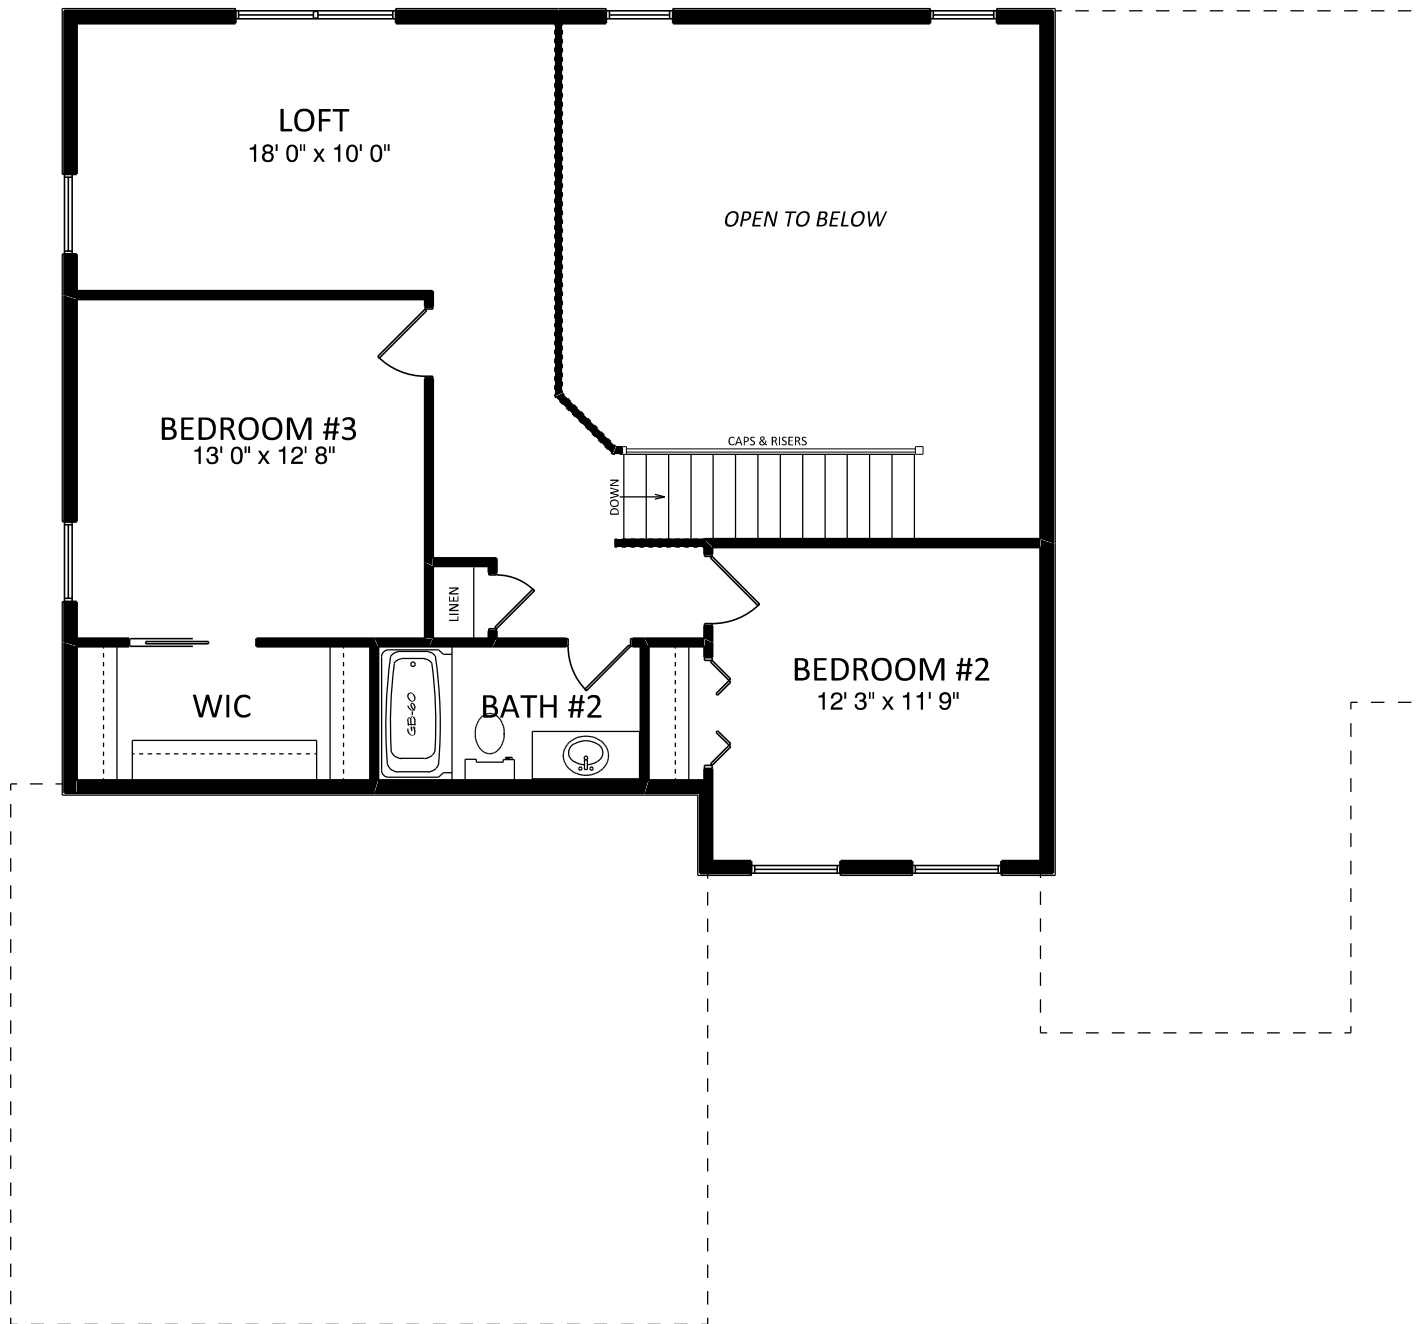 LOFT
18' 0" x 10' 0"
OPEN TO BELOW
BEDROOM #3
13' 0" x 12' 8"
CAPS & RISERS
DOWN
LINEN
BEDROOM #2
12' 3" x 11' 9"
WIC
GB-60
BATH #2